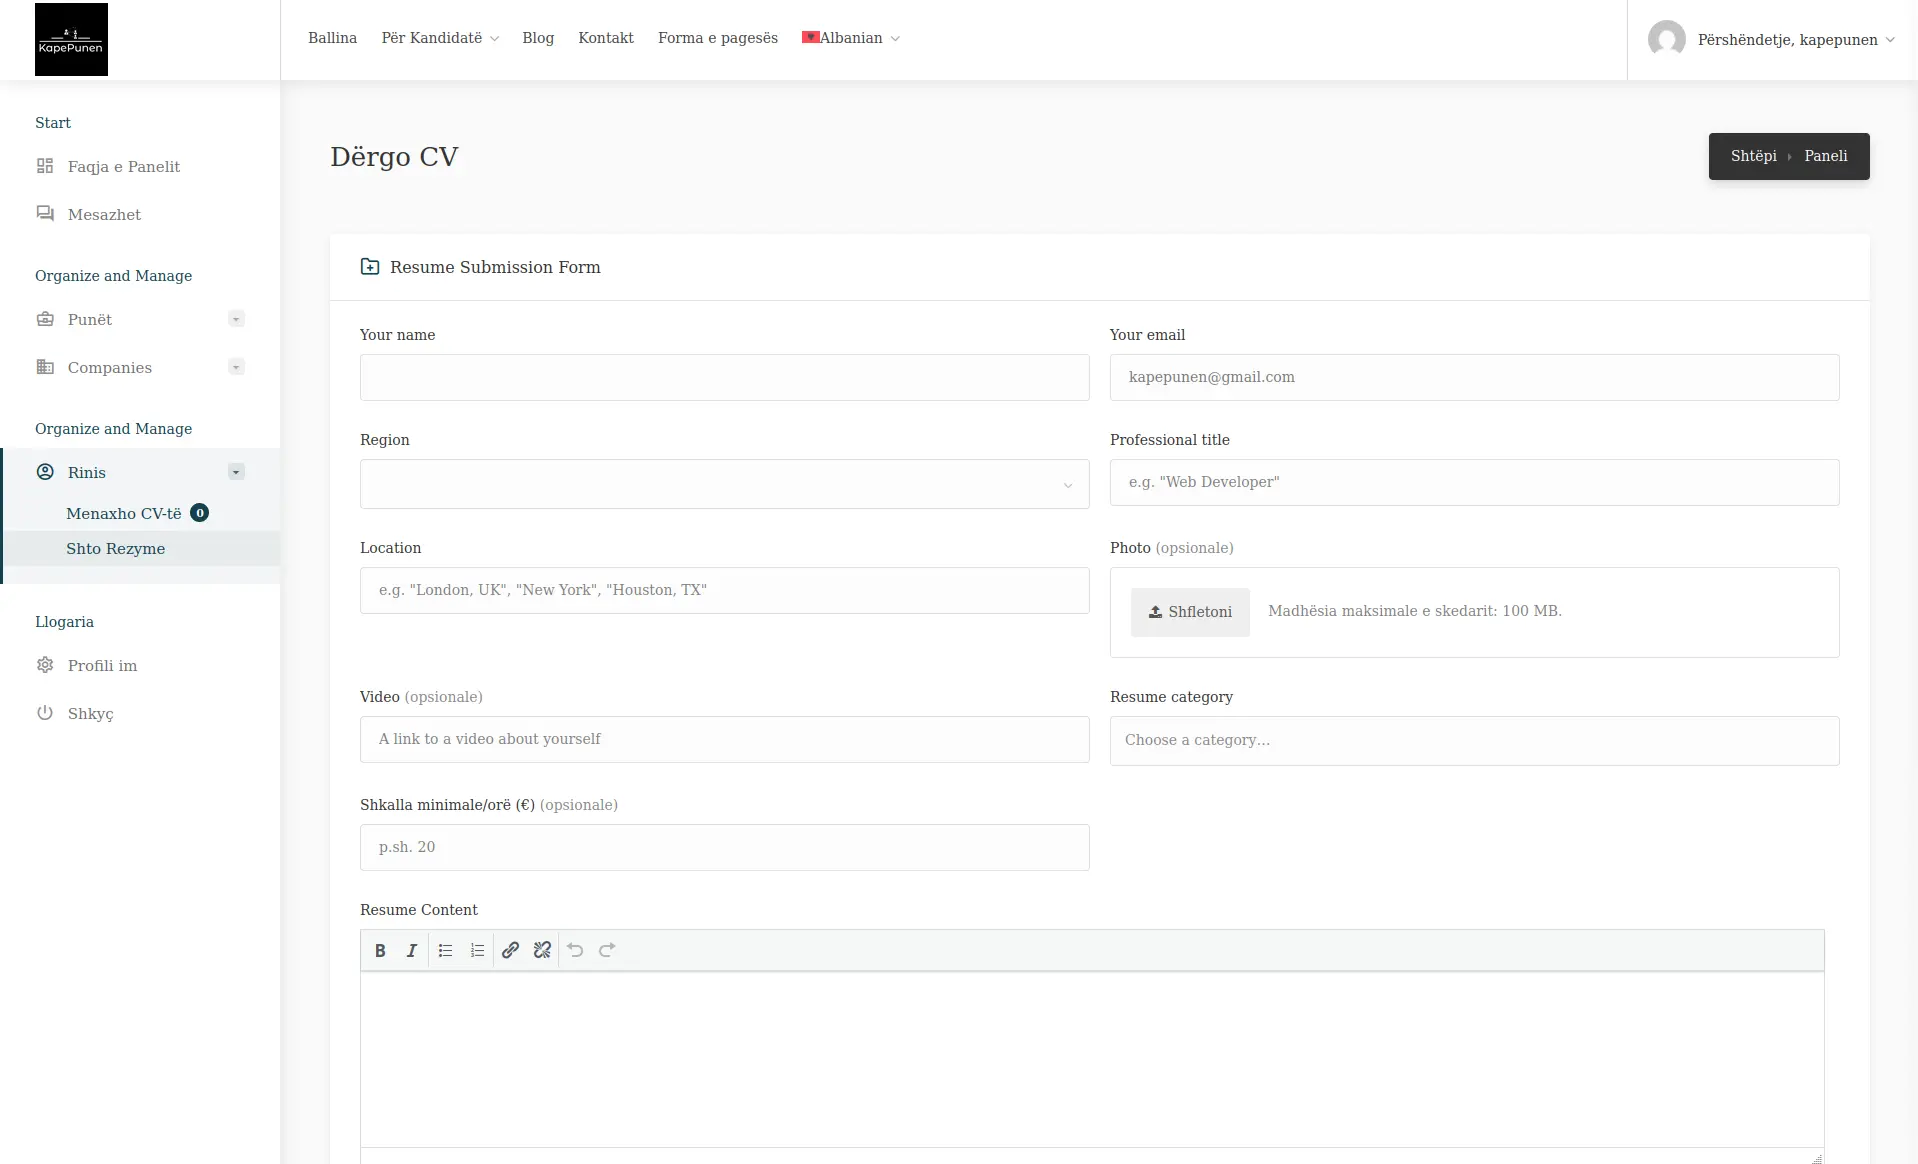 KapePunen
Ballina
Për Kandidatë
Blog
Kontakt
Forma e pagesës
Albanian
Përshëndetje, kapepunen
Start
Faqja e Panelit
Mesazhet
Organize and Manage
Punët
Companies
Organize and Manage
Rinis
Menaxho CV-të 0
Shto Rezyme
Llogaria
Profili im
Shkyç
Dërgo CV
Shtëpi
Paneli
Resume Submission Form
Your name
Your email
kapepunen@gmail.com
Region
Professional title
e.g. "Web Developer"
Location
e.g. "London, UK", "New York", "Houston, TX"
Photo (opsionale)
Shfletoni
Madhësia maksimale e skedarit: 100 MB.
Video (opsionale)
A link to a video about yourself
Resume category
Choose a category…
Shkalla minimale/orë (€) (opsionale)
p.sh. 20
Resume Content
B I